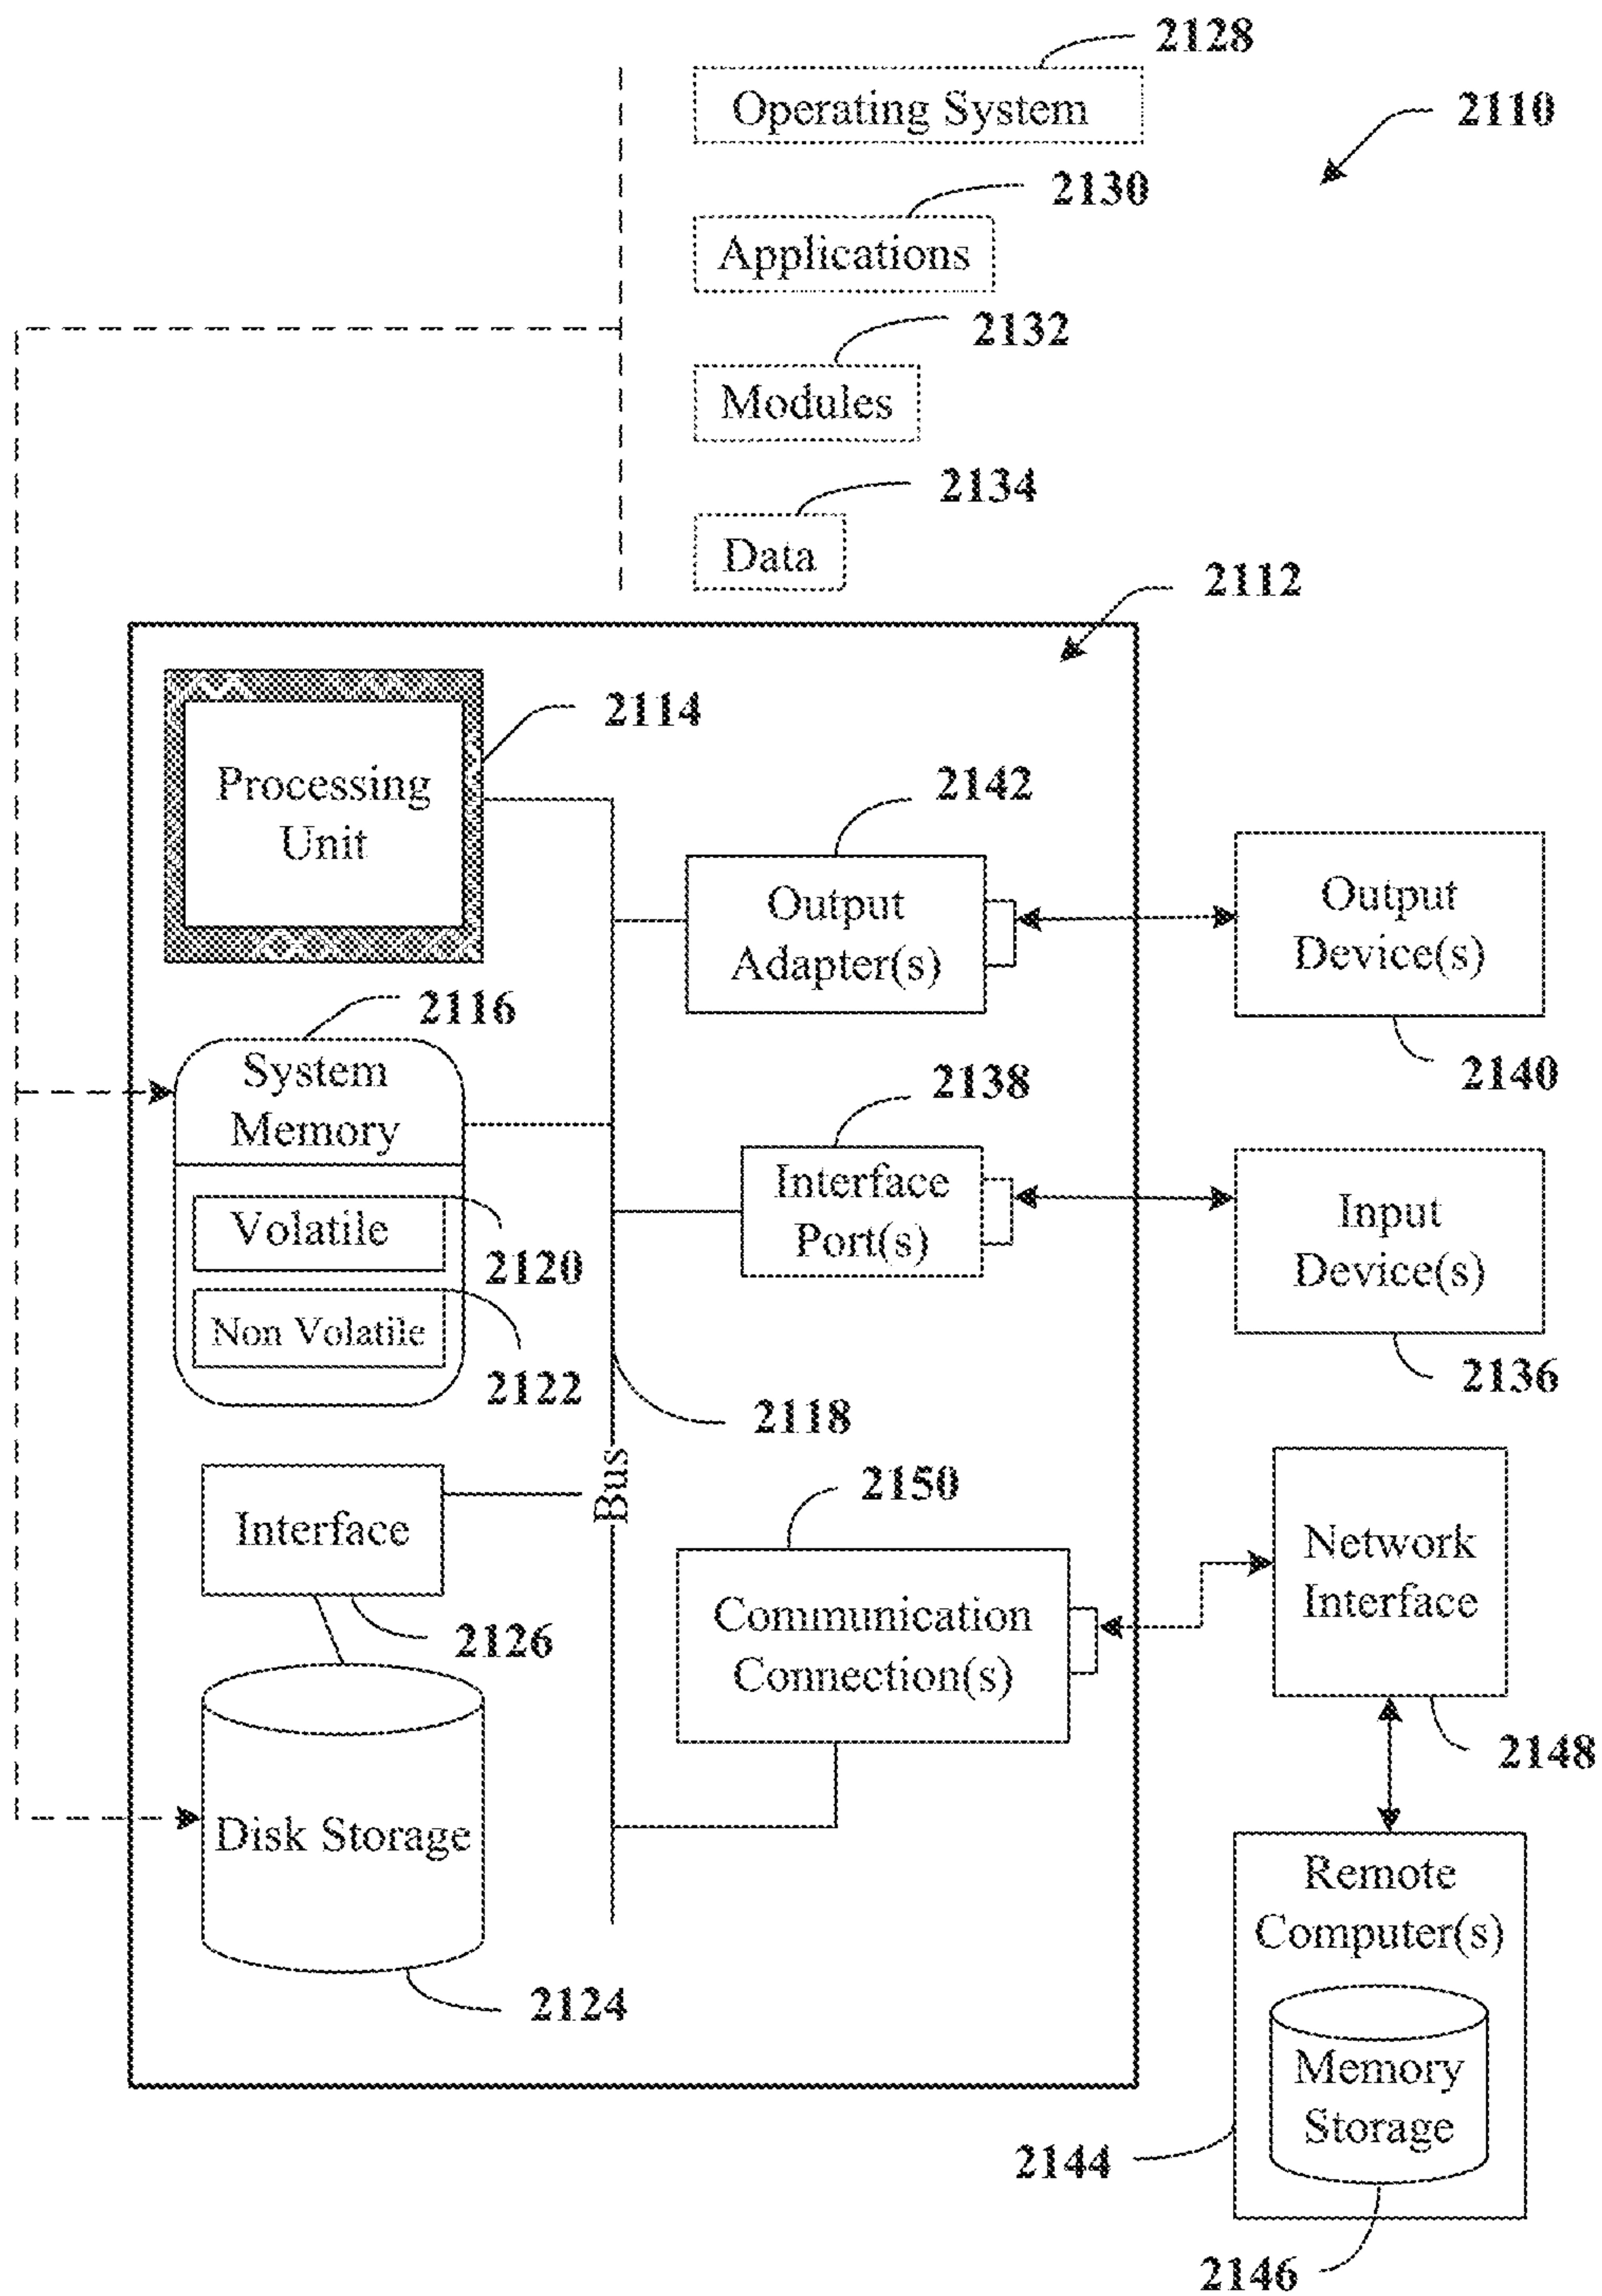 2128
Operating System
2110
2130
Applications
2132
Modules
2134
Data
2112
2114
Processing
Unit
2142
Output
Adapter(s)
Output
Device(s)
2140
2116
System
Memory
Volatile
2120
Non Volatile
2122
2138
Interface
Port(s)
Input
Device(s)
2136
2118
Bus
Interface
2126
2150
Communication
Connection(s)
Network
Interface
2148
Disk Storage
2124
Remote
Computer(s)
Memory
Storage
2144
2146